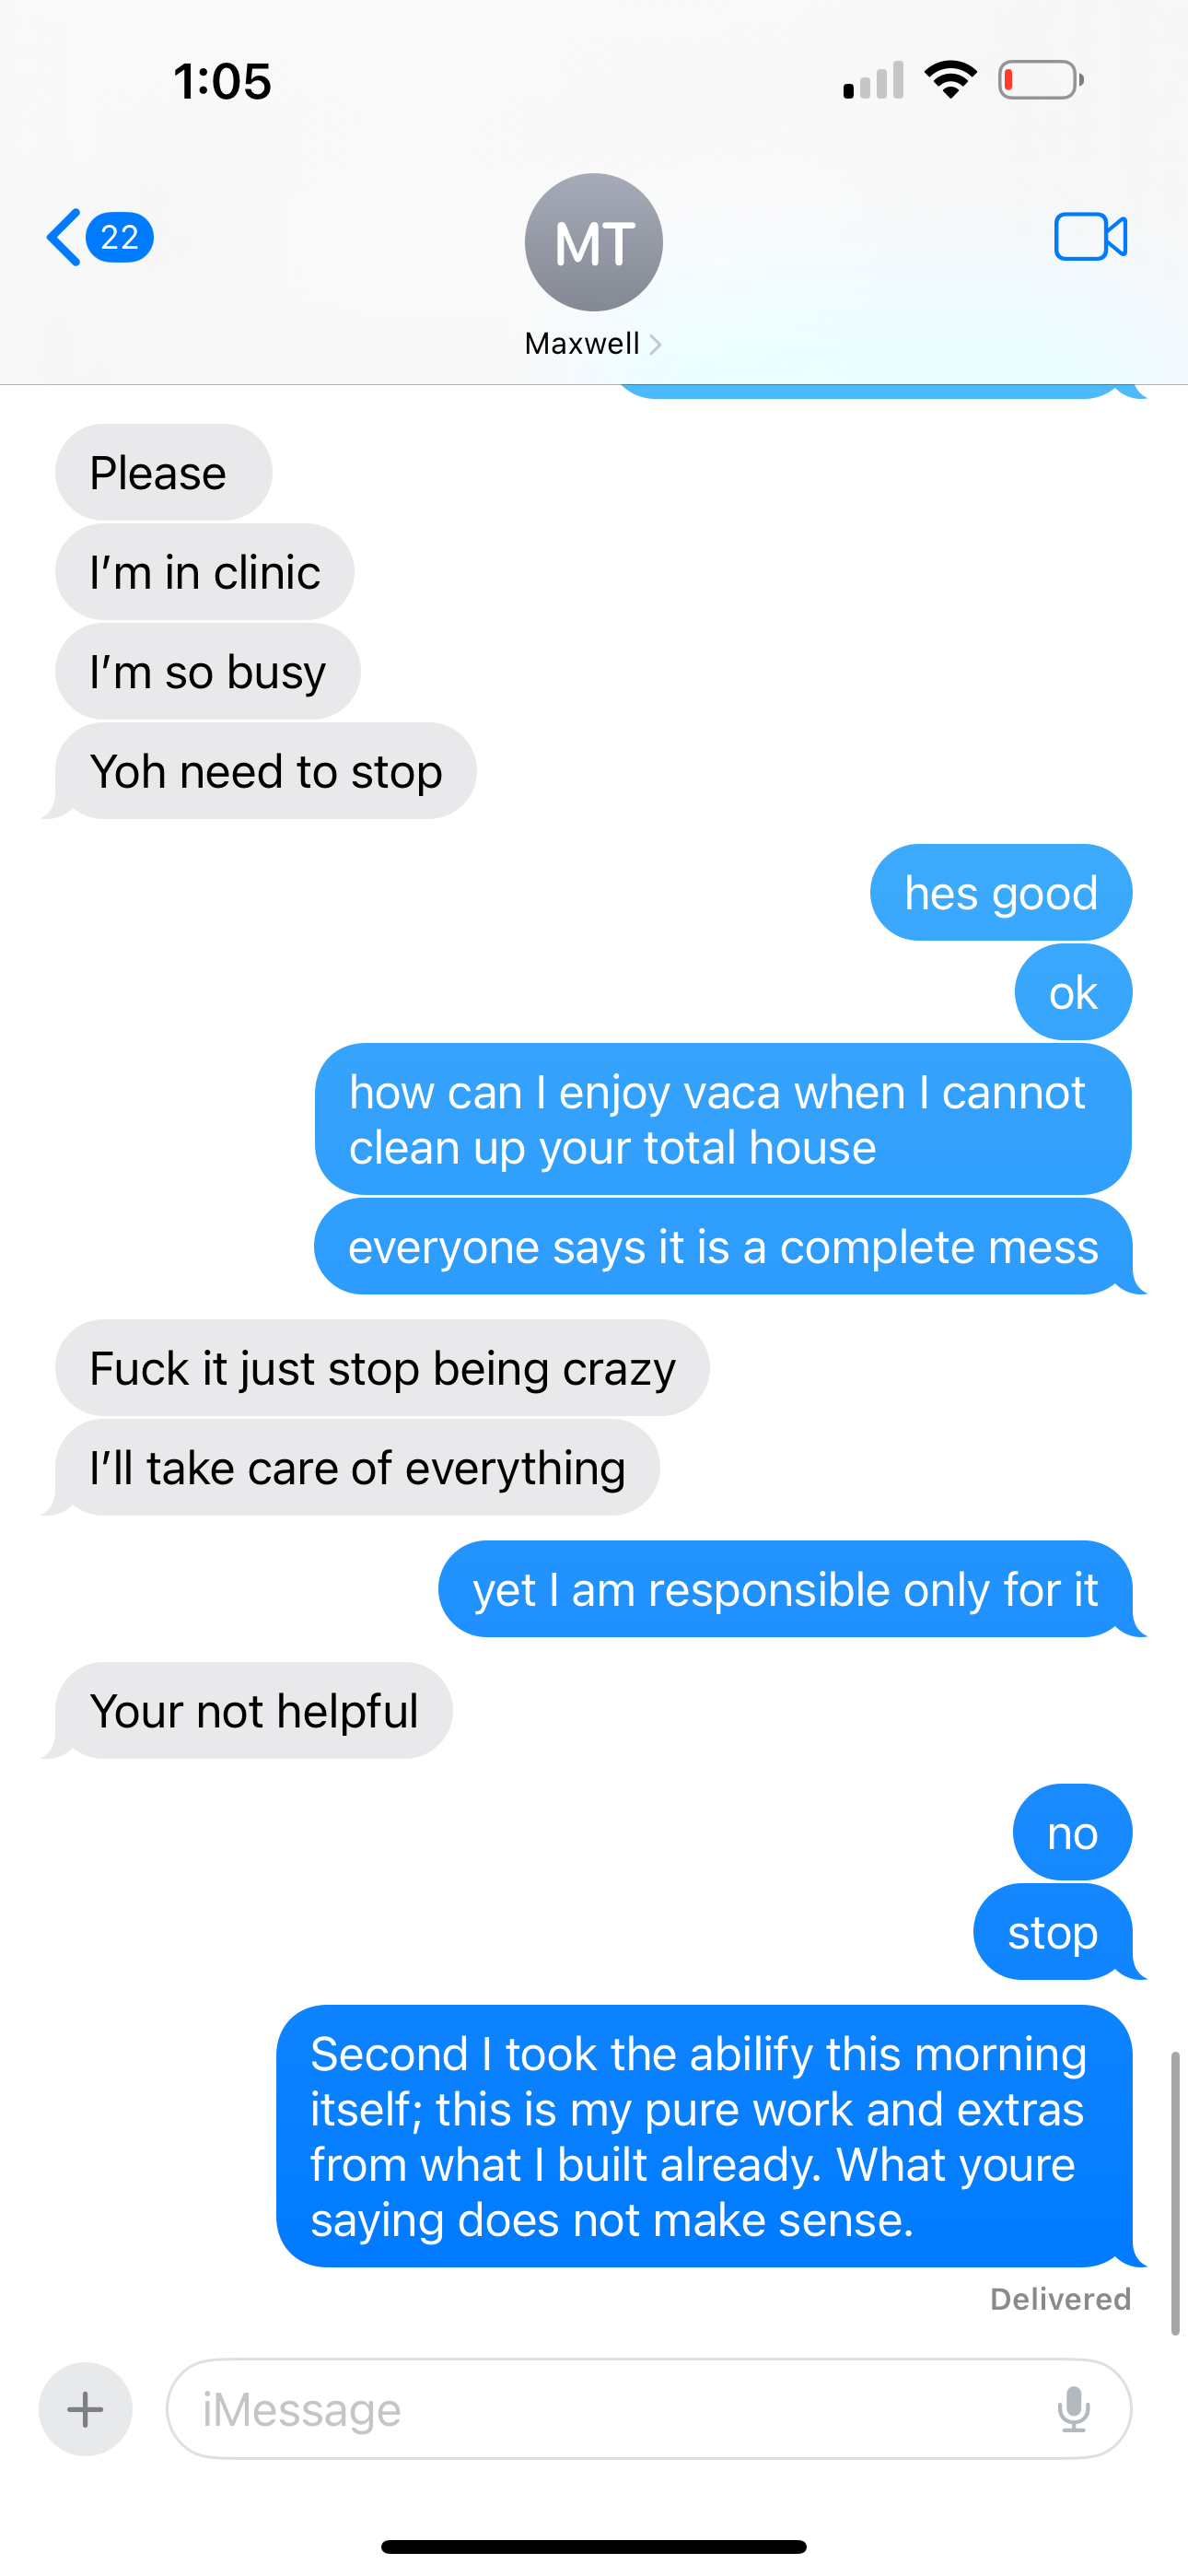 1:05
22
MT
Maxwell
Please
I’m in clinic
I’m so busy
Yoh need to stop
hes good
ok
how can I enjoy vaca when I cannot
clean up your total house
everyone says it is a complete mess
Fuck it just stop being crazy
I’ll take care of everything
yet I am responsible only for it
Your not helpful
no
stop
Second I took the abilify this morning
itself; this is my pure work and extras
from what I built already. What youre
saying does not make sense.
Delivered
iMessage